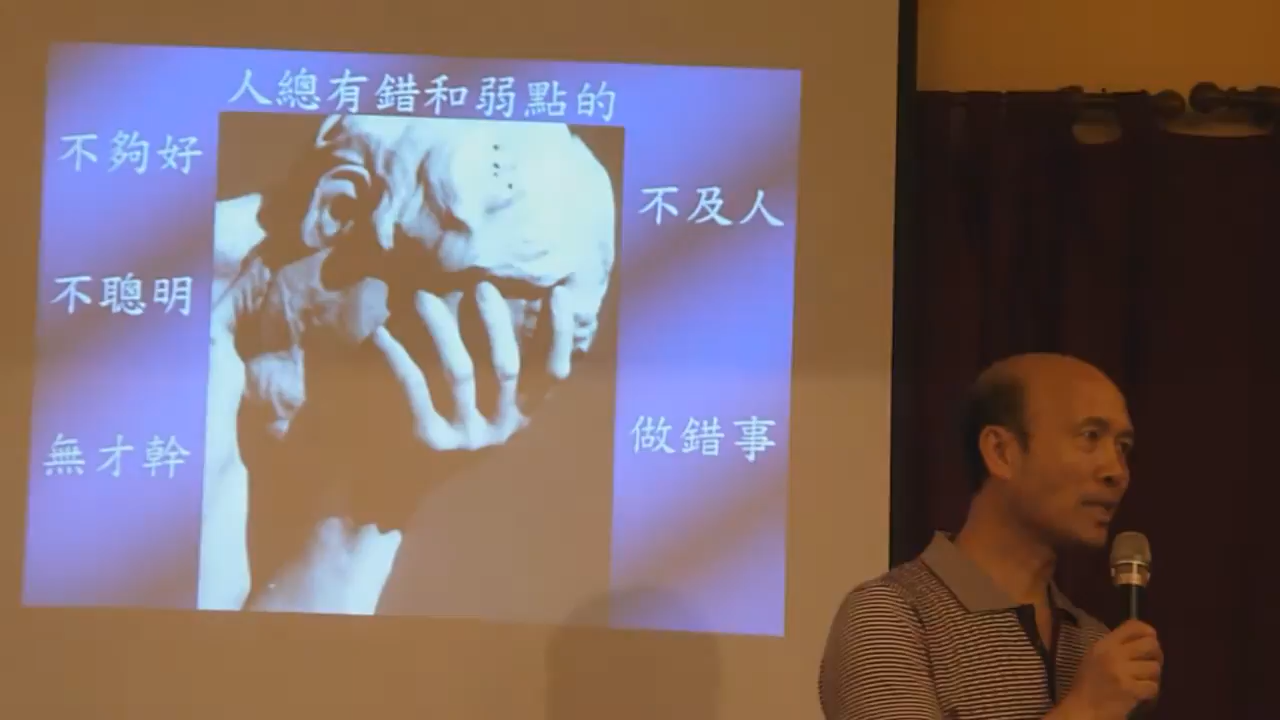 人總有錯和弱點的
不夠好
不及人
不聰明
做錯事
無才幹